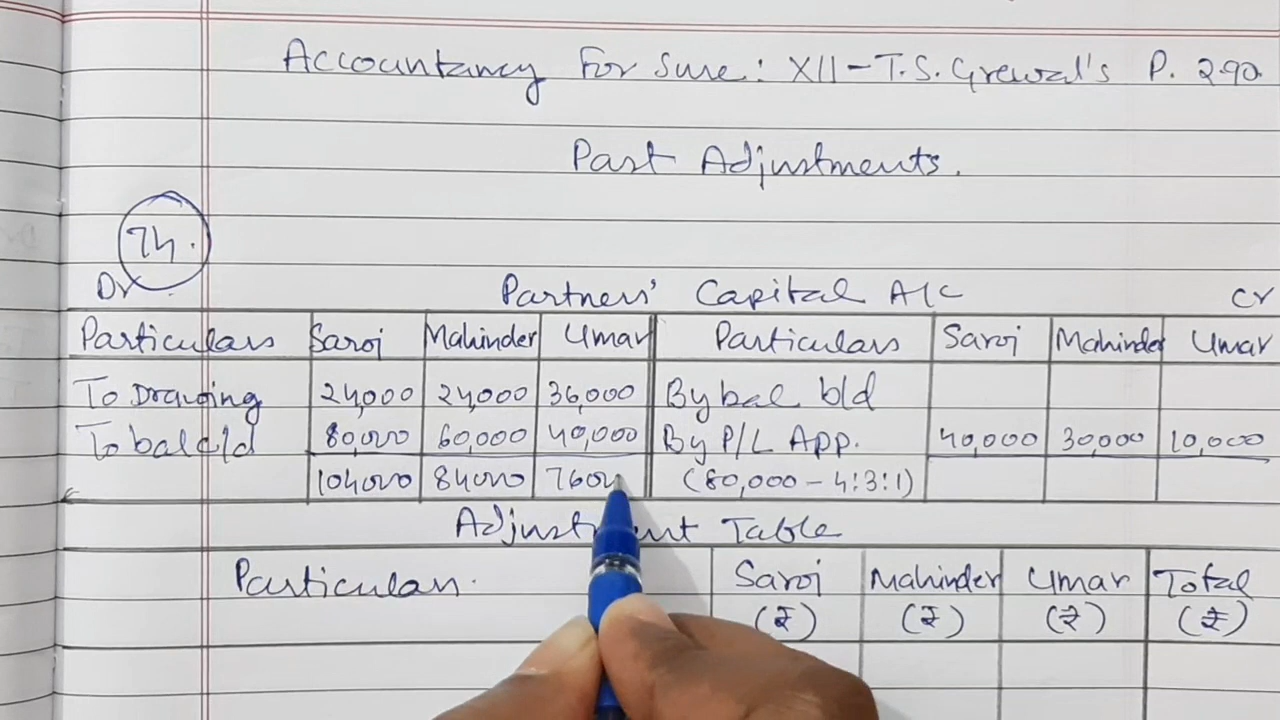 Accountancy For Sure: XII - T.S. Grewal's P. 2.90
Past Adjustments.
74.
Dr Partners' Capital A/C Cr
Particulars Saroj Mahinder Umar Particulars Saroj Mahinder Umar
To Drawing 24,000 24,000 36,000 By bal b/d
To bal c/d 80,000 60,000 40,000 By P/L App. 40,000 30,000 10,000
104000 84000 (80,000 - 4:3:1)
Adjustment Table
Particulars. Saroj Mahinder Umar Total
(₹) (₹) (₹) (₹)